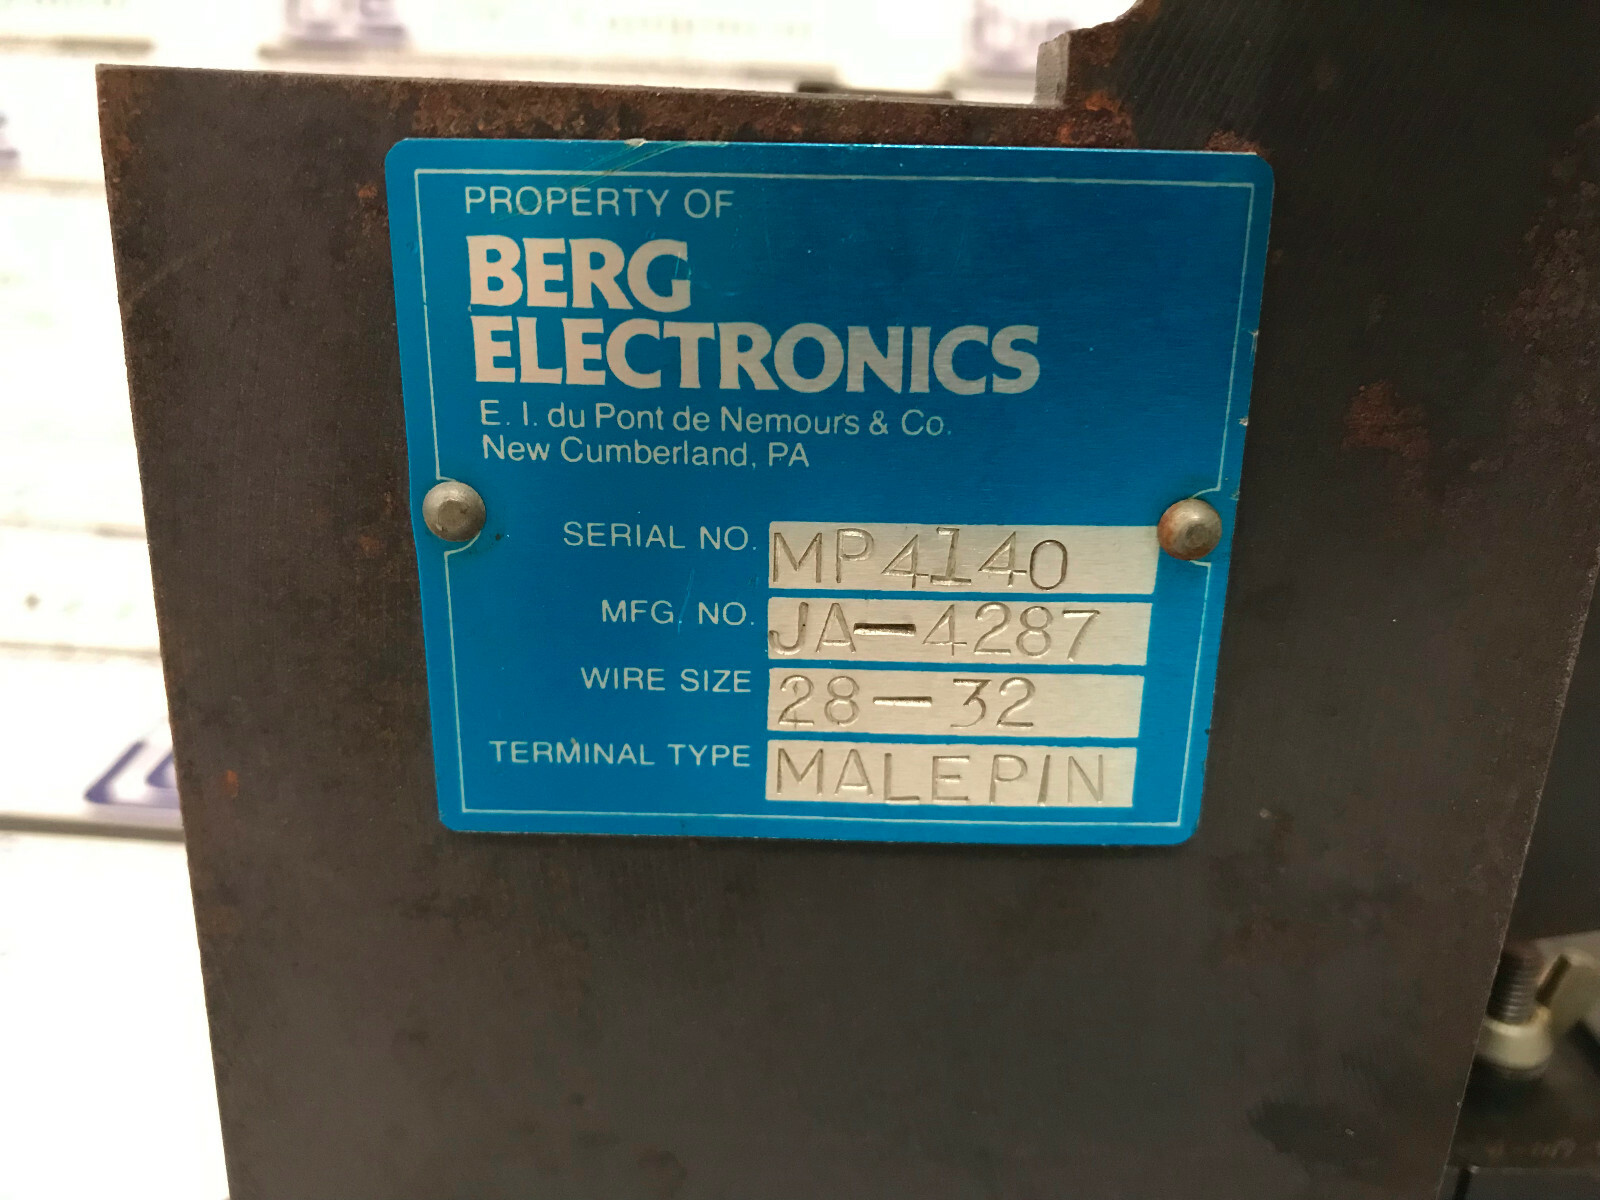 PROPERTY OF
BERG
ELECTRONICS
E. I. du Pont de Nemours & Co.
New Cumberland, PA
SERIAL NO. MP4140
MFG. NO. JA-4287
WIRE SIZE 28-32
TERMINAL TYPE MALEPIN